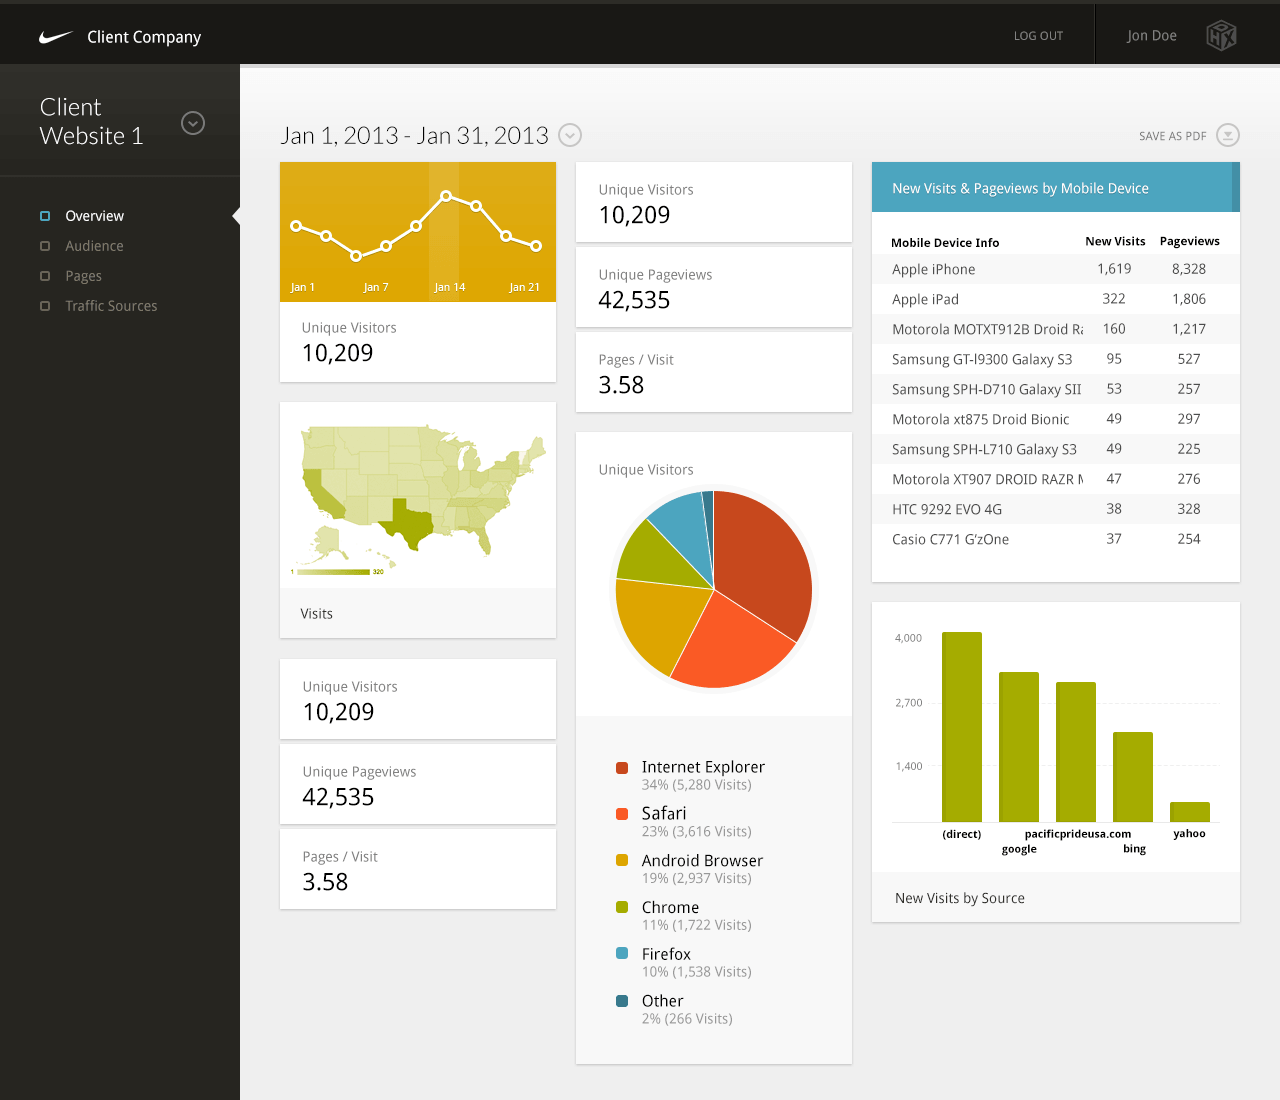 Client Company
LOG OUT
Jon Doe
Client
Website 1
Overview
Audience
Pages
Traffic Sources
Jan 1, 2013 - Jan 31, 2013
SAVE AS PDF
Jan 1
Jan 7
Jan 14
Jan 21
Unique Visitors
10,209
1
320
Visits
Unique Visitors
10,209
Unique Pageviews
42,535
Pages / Visit
3.58
Unique Visitors
10,209
Unique Pageviews
42,535
Pages / Visit
3.58
Unique Visitors
Internet Explorer
34% (5,280 Visits)
Safari
23% (3,616 Visits)
Android Browser
19% (2,937 Visits)
Chrome
11% (1,722 Visits)
Firefox
10% (1,538 Visits)
Other
2% (266 Visits)
New Visits & Pageviews by Mobile Device
Mobile Device Info New Visits Pageviews
Apple iPhone 1,619 8,328
Apple iPad 322 1,806
Motorola MOTXT912B Droid 160 1,217
Samsung GT-I9300 Galaxy S3 95 527
Samsung SPH-D710 Galaxy SII 53 257
Motorola xt875 Droid Bionic 49 297
Samsung SPH-L710 Galaxy S3 49 225
Motorola XT907 DROID RAZR 47 276
HTC 9292 EVO 4G 38 328
Casio C771 G'zOne 37 254
4,000
2,700
1,400
(direct) pacificprideusa.com yahoo
google bing
New Visits by Source